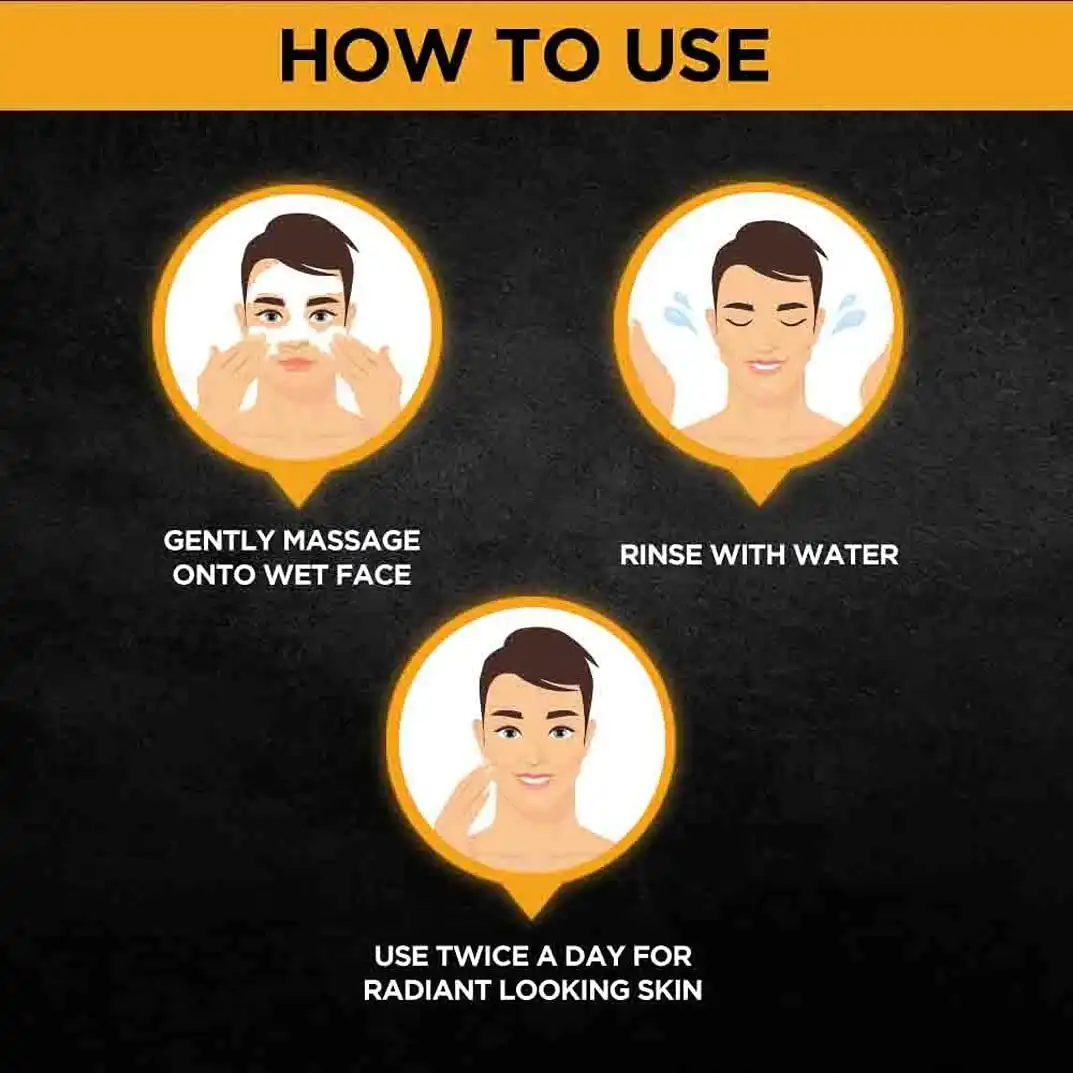 HOW TO USE
GENTLY MASSAGE
ONTO WET FACE
RINSE WITH WATER
USE TWICE A DAY FOR
RADIANT LOOKING SKIN